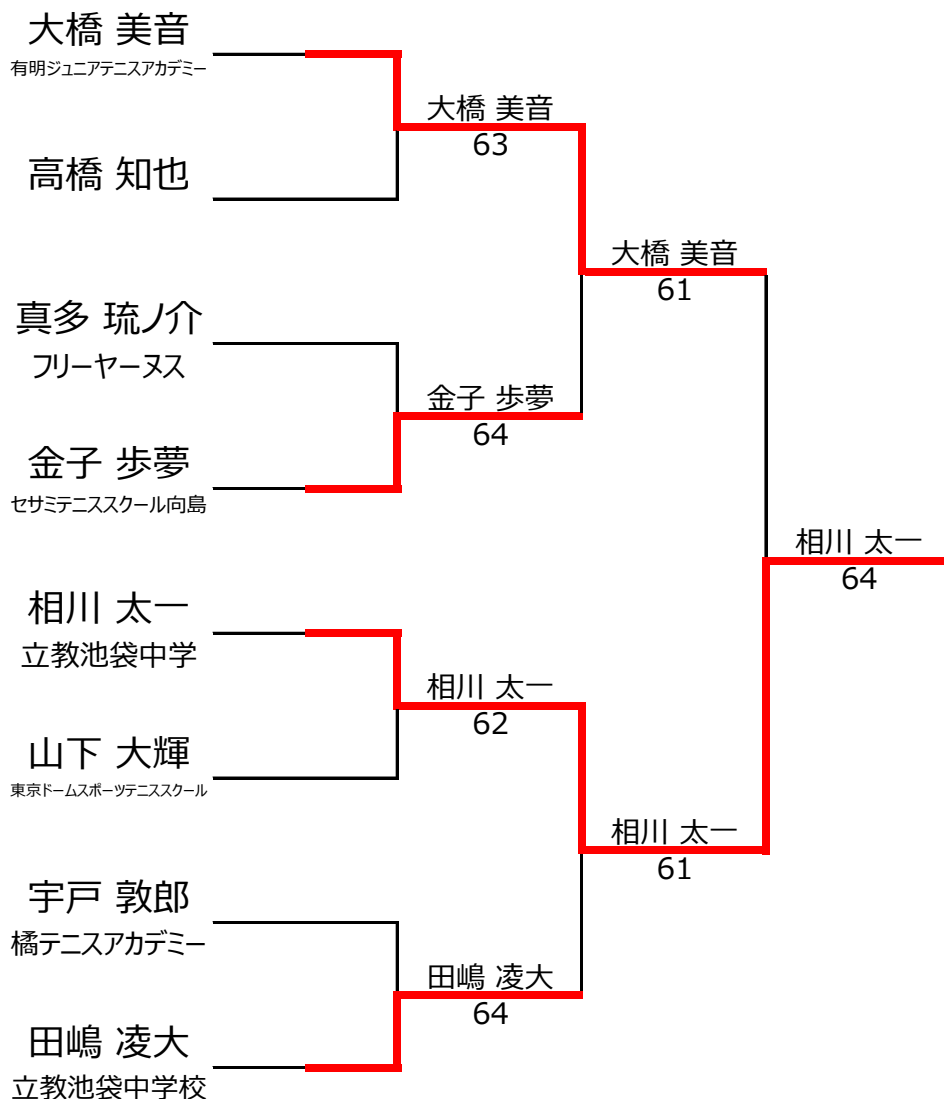 大橋 美音
有明ジュニアテニスアカデミー
高橋 知也
真多 琉ノ介
フリーヤーヌス
金子 歩夢
セサミテニススクール向島
相川 太一
立教池袋中学
山下 大輝
東京ドームスポーツテニススクール
宇戸 敦郎
橘テニスアカデミー
田嶋 凌大
立教池袋中学校
大橋 美音
63
金子 歩夢
64
相川 太一
62
田嶋 凌大
64
大橋 美音
61
相川 太一
61
相川 太一
64